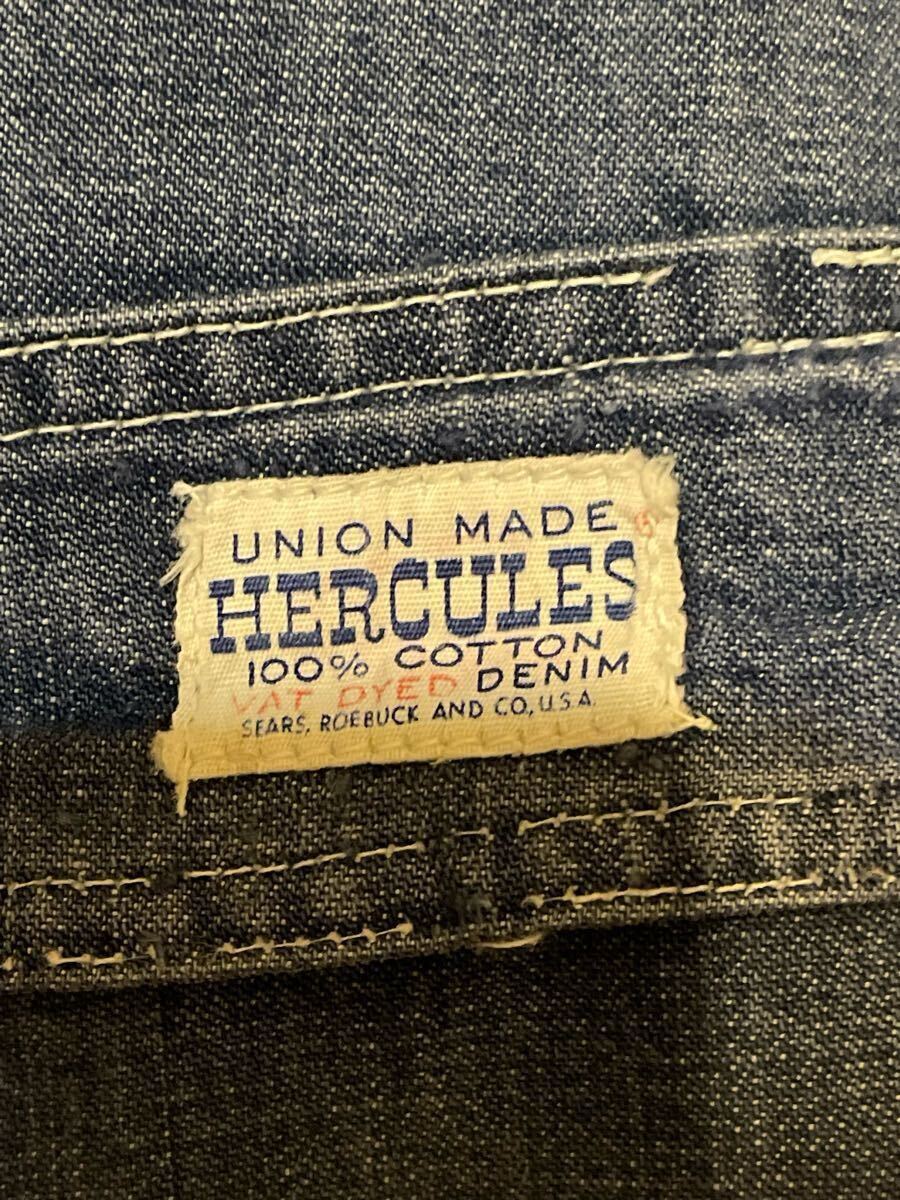 UNION MADE
HERCULES
100% COTTON
VAT DYED DENIM
SEARS, ROEBUCK AND CO., U.S.A.